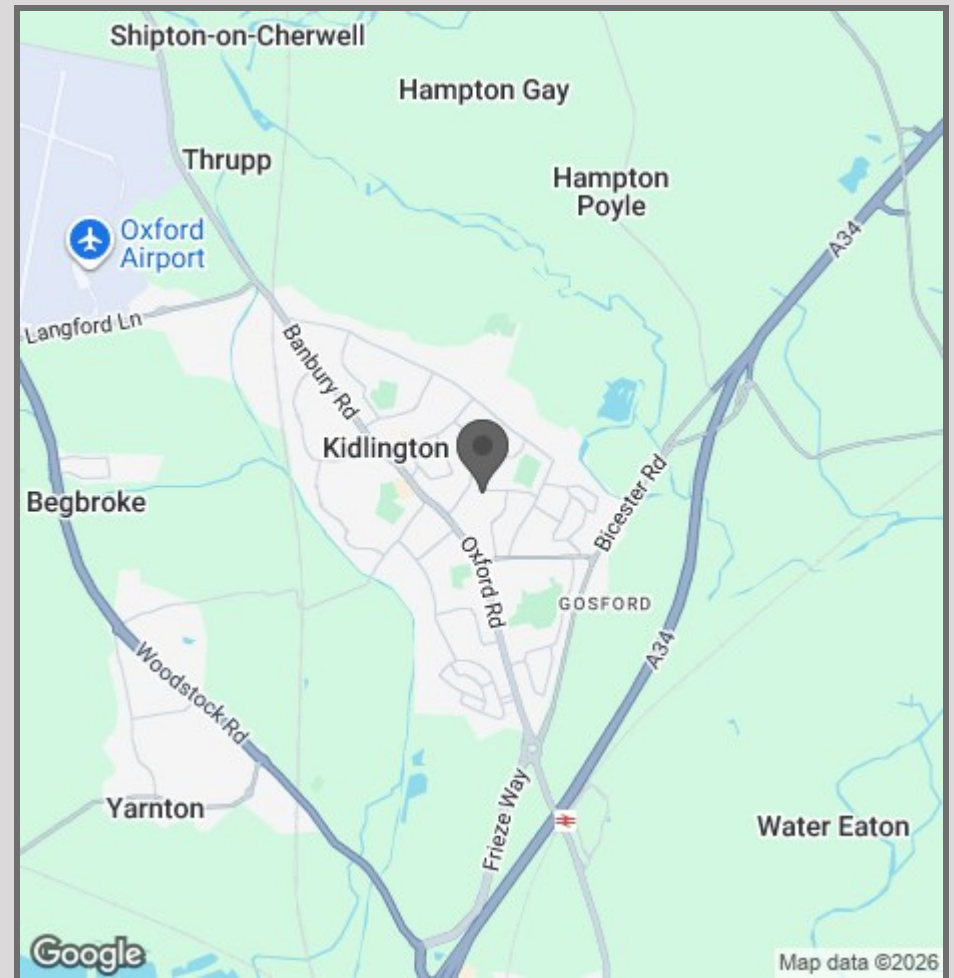 Shipton-on-Cherwell
Hampton Gay
Thrupp
Hampton
Poyle
Oxford
Airport
A34
Langford Ln
Banbury Rd
Kidlington
Begbroke
Bicester Rd
Oxford Rd
GOSFORD
A34
Woodstock Rd
Yarnton
Frieze Way
Water Eaton
Google
Map data ©2026